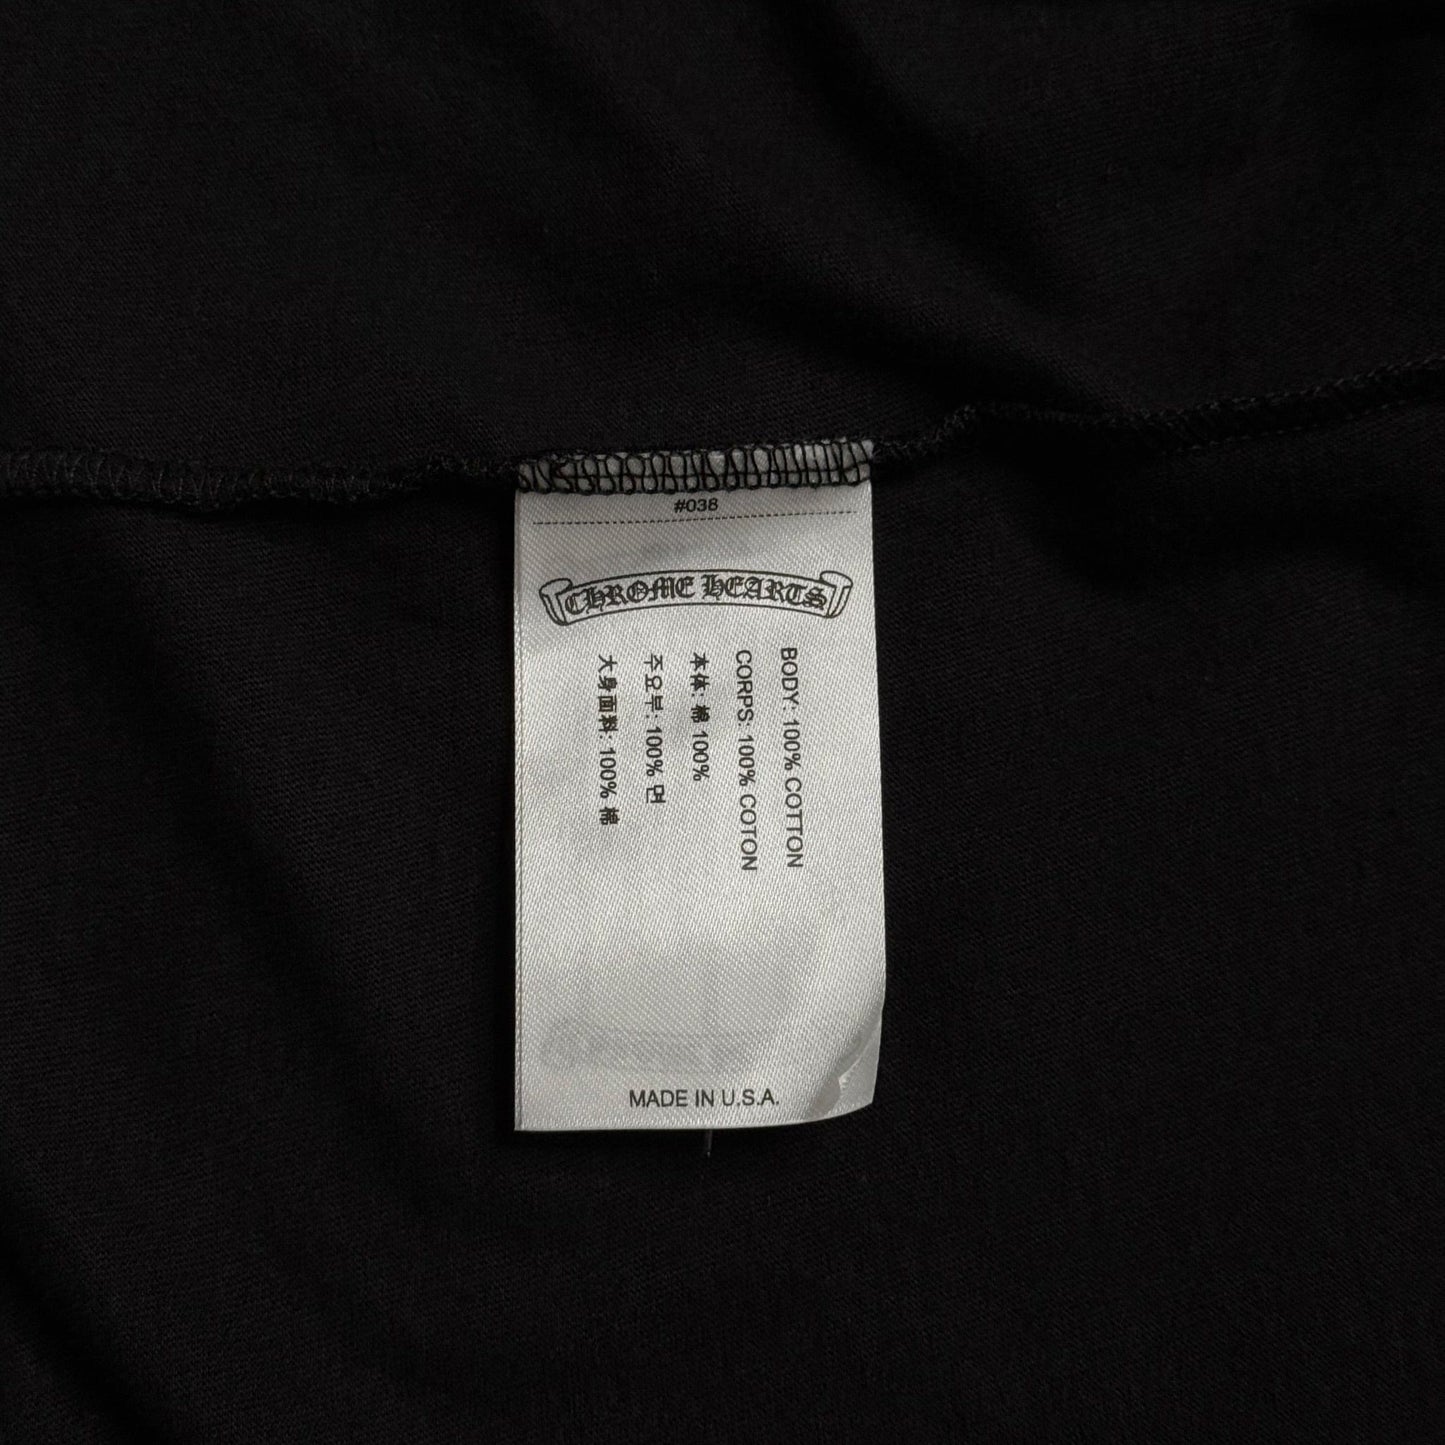 #038
CHROME HEARTS
BODY: 100% COTTON
CORPS: 100% COTON
本体: 棉 100%
주요부: 100% 면
大身面料: 100% 棉
MADE IN U.S.A.